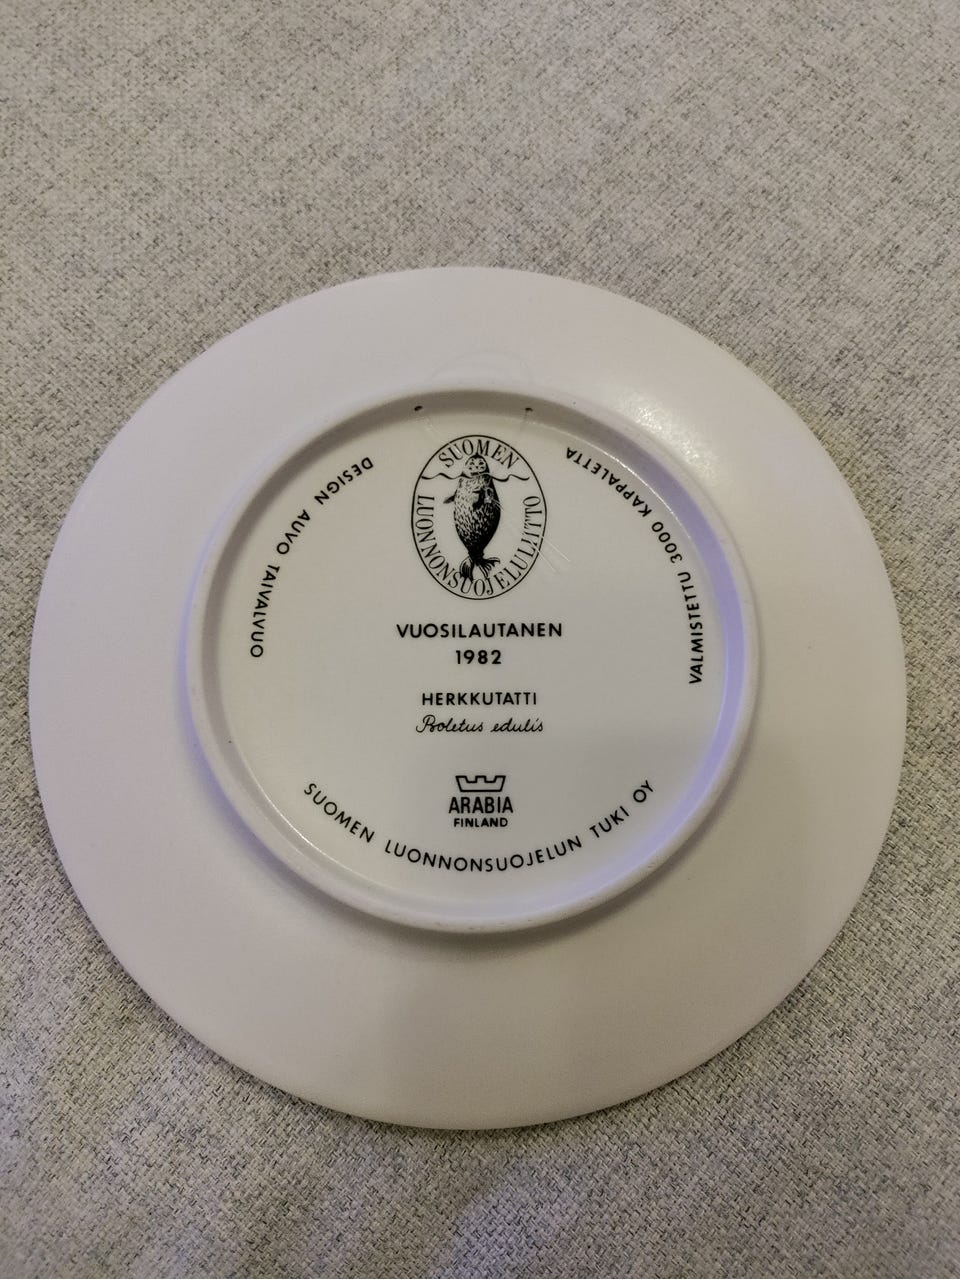 SUOMEN
LUONNONSUOJELULIITTO
DESIGN AUVO TAIVALVUO
VALMISTETTU 3000 KAPPALETTA
VUOSILAUTANEN
1982
HERKKUTATTI
Boletus edulis
ARABIA
FINLAND
SUOMEN LUONNONSUOJELUN TUKI OY